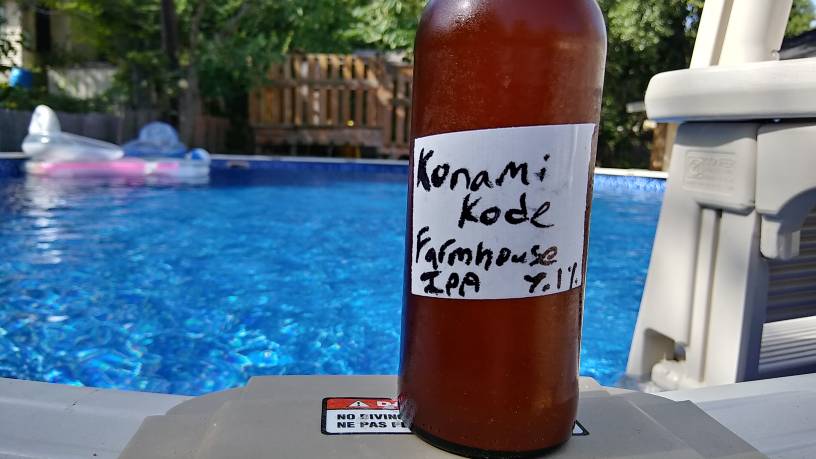 Konami
Kode
Farmhouse
IPA 7.1%
NO DIVING
NE PAS